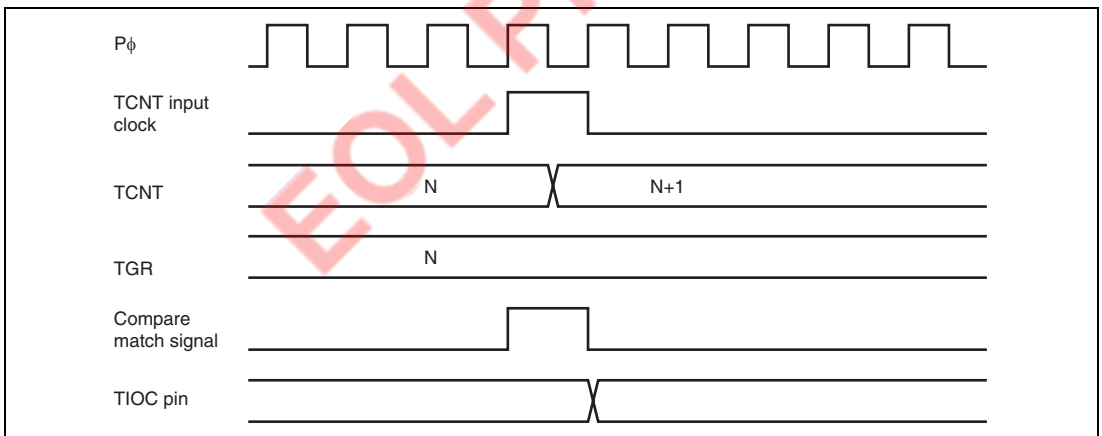 Pφ
TCNT input
clock
TCNT
N
N+1
TGR
N
Compare
match signal
TIOC pin
EOL P